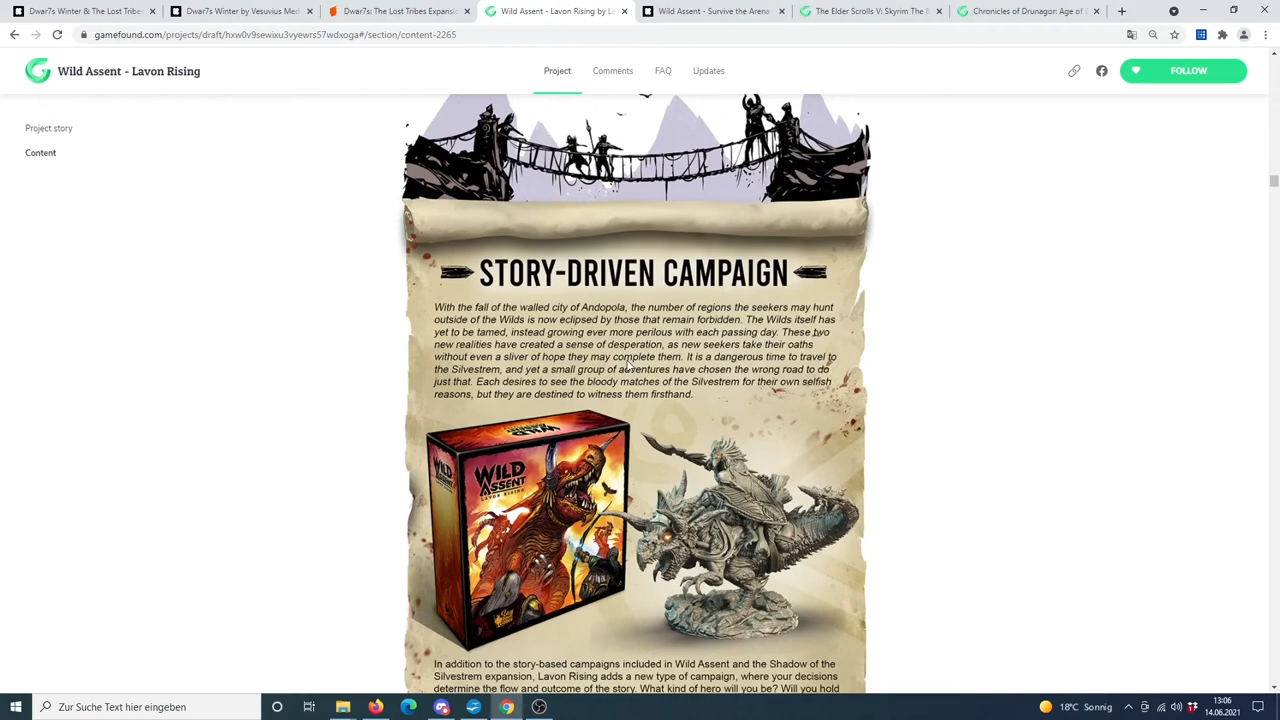 Dwar7s Winter & The Lost Tribes
Dwar7s Winter by Vesuvius Med
Dwar7s: The Lost Tribes Expansi
Wild Assent - Lavon Rising by La
Wild Assent - Survive the Arena
The Elder Scrolls V: Skyrim The B
Chronicles of Drunagon Age of
gamefound.com/projects/draft/hxw0v9sewixu3vyewrs57wdxoga#/section/content-2265
Wild Assent - Lavon Rising
Project
Comments
FAQ
Updates
FOLLOW
Project story
Content
STORY-DRIVEN CAMPAIGN
With the fall of the walled city of Andopola, the number of regions the seekers may hunt
outside of the Wilds is now eclipsed by those that remain forbidden. The Wilds itself has
yet to be tamed, instead growing ever more perilous with each passing day. These two
new realities have created a sense of desperation, as new seekers take their oaths
without even a sliver of hope they may complete them. It is a dangerous time to travel to
the Silvestrem, and yet a small group of adventures have chosen the wrong road to do
just that. Each desires to see the bloody matches of the Silvestrem for their own selfish
reasons, but they are destined to witness them firsthand.
WILD ASSENT
WILD
ASSENT
WILD
ASSENT
LAVON RISING
In addition to the story-based campaigns included in Wild Assent and the Shadow of the
Silvestrem expansion, Lavon Rising adds a new type of campaign, where your decisions
determine the flow and outcome of the story. What kind of hero will you be? Will you hold
Zur Suche Text hier eingeben
18°C Sonnig
13:06
14.06.2021